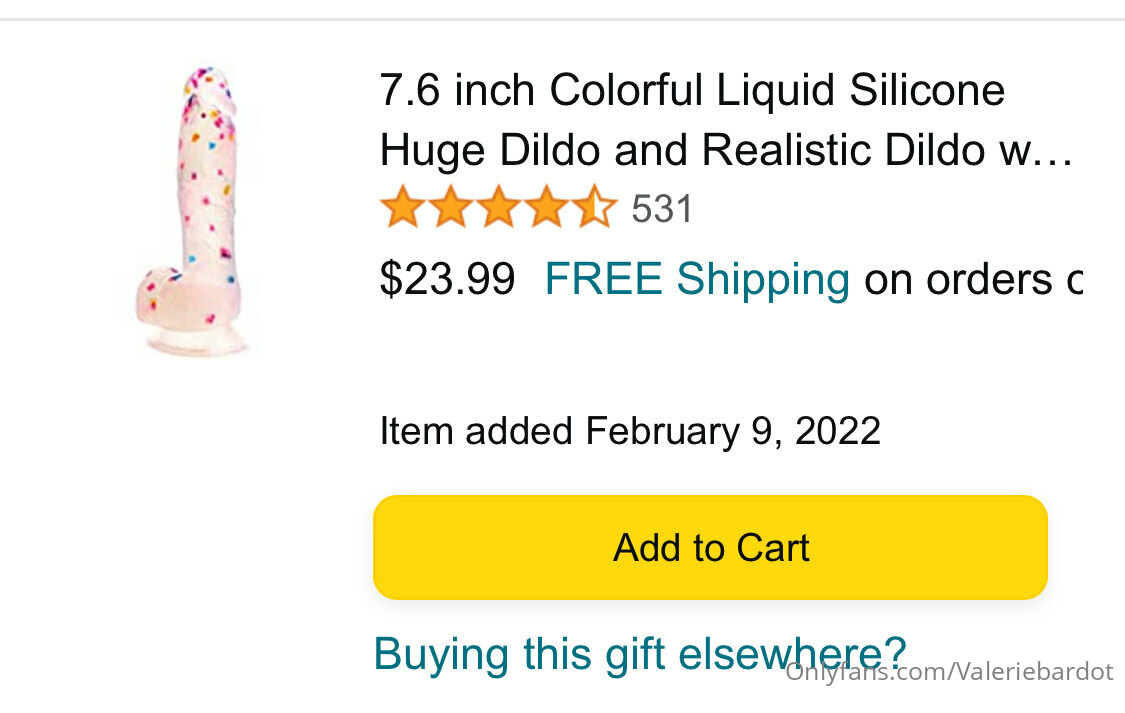 7.6 inch Colorful Liquid Silicone
Huge Dildo and Realistic Dildo w…
531
$23.99 FREE Shipping on orders
Item added February 9, 2022
Add to Cart
Buying this gift elsewhere?
Onlyfans.com/Valeriebardot